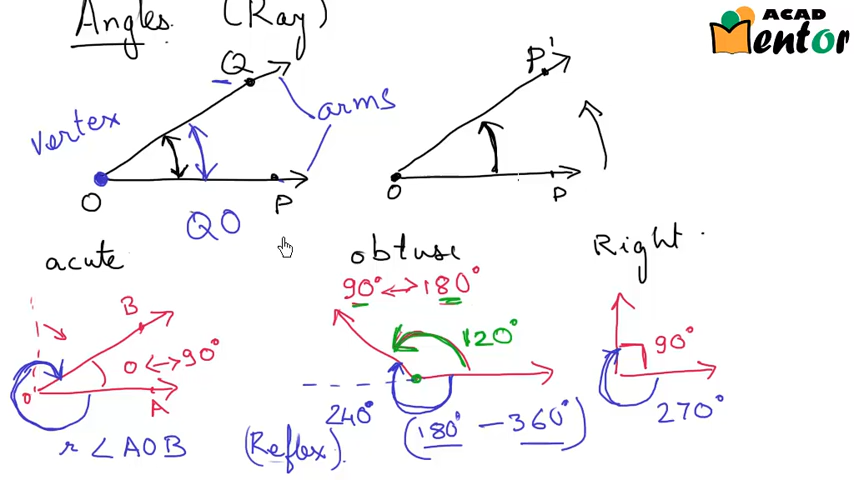 Angles. (Ray)
ACAD
Mentor
Q
P'
arms
vertex
O
P
O
P
QO
acute
obtuse
Right
90° ↔ 180°
B
120°
90°
0 ↔ 90°
O
A
240°
(180° - 360°)
270°
r ∠AOB
(Reflex).